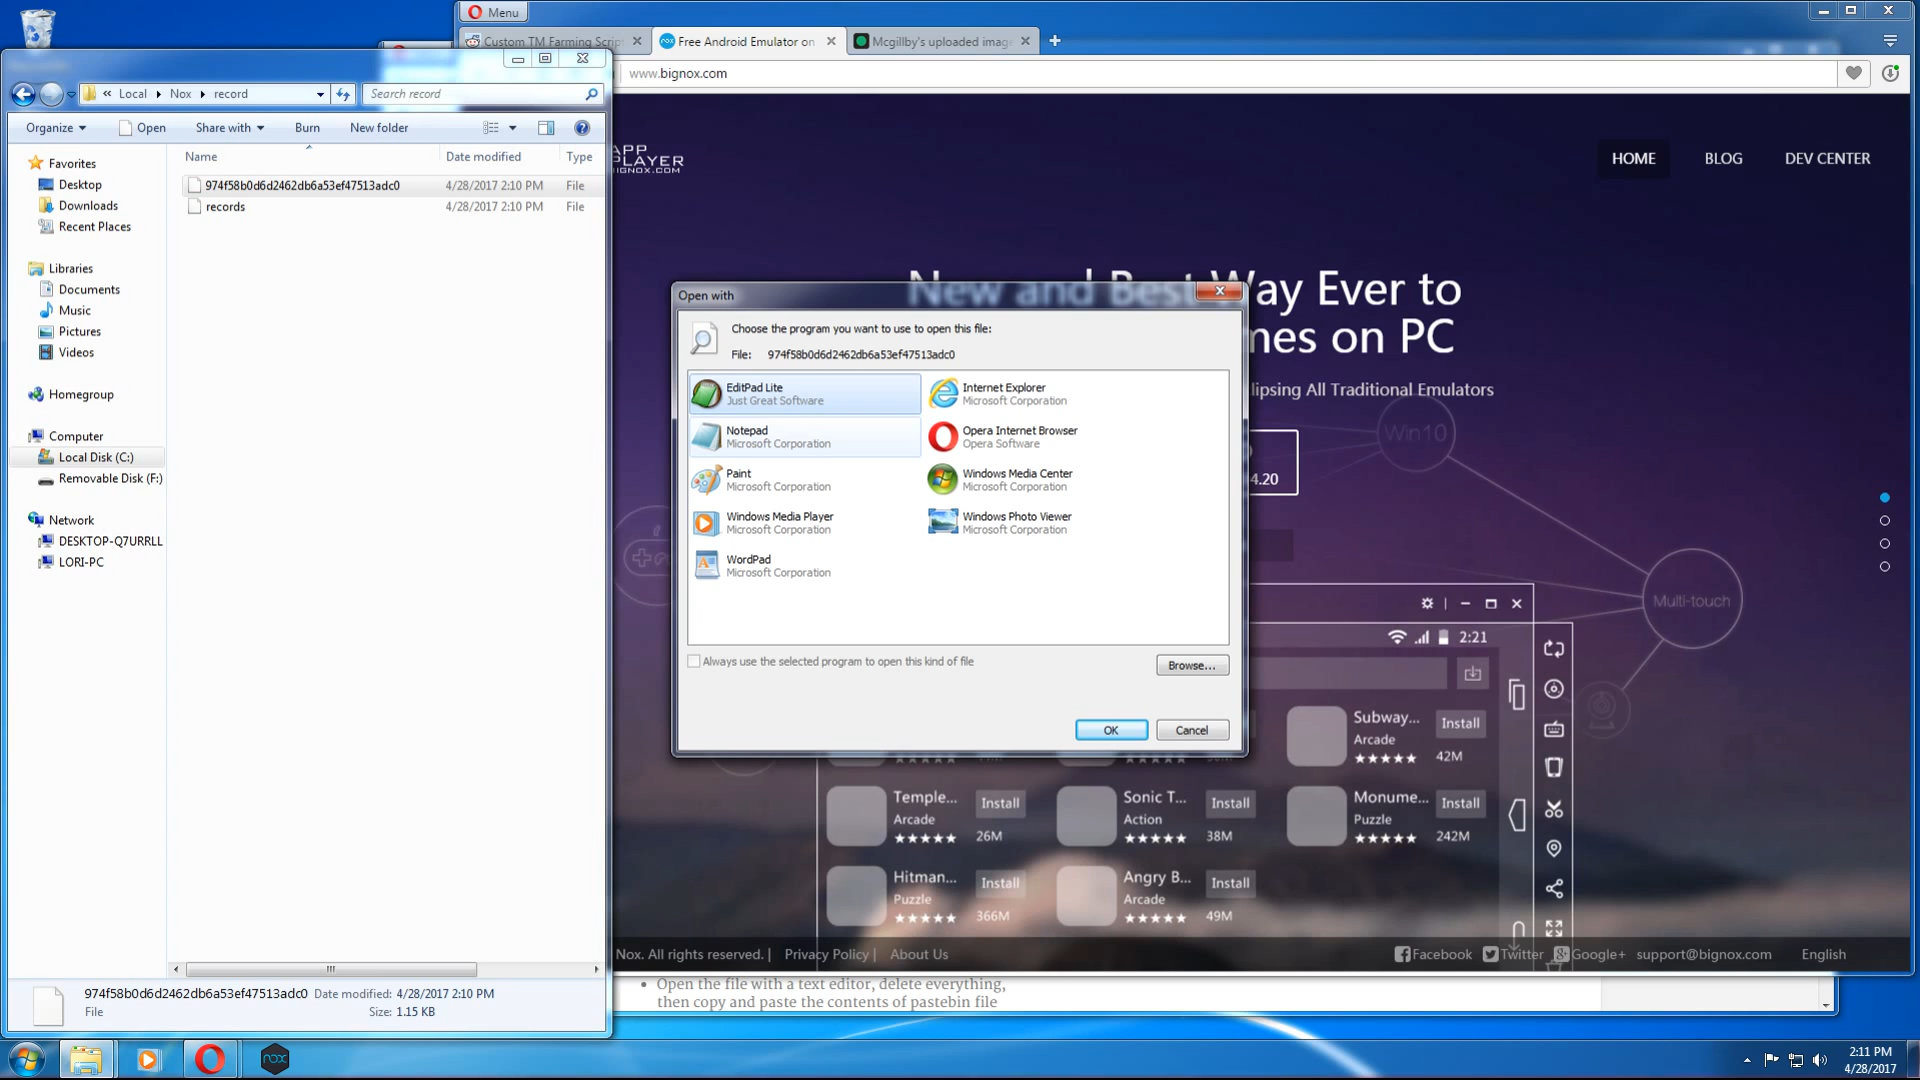 Menu
Custom TM Farming Scrip
Free Android Emulator on
Mcgillby's uploaded imag
www.bignox.com
« Local Nox record
Search record
Organize
Open
Share with
Burn
New folder
Name
Date modified
Type
974f58b0d6d2462db6a53ef47513adc0
4/28/2017 2:10 PM
File
records
4/28/2017 2:10 PM
File
Favorites
Desktop
Downloads
Recent Places
Libraries
Documents
Music
Pictures
Videos
Homegroup
Computer
Local Disk (C:)
Removable Disk (F:)
Network
DESKTOP-Q7URRLL
LORI-PC
974f58b0d6d2462db6a53ef47513adc0
Date modified: 4/28/2017 2:10 PM
File
Size: 1.15 KB
APP
PLAYER
BIGNOX.COM
HOME
BLOG
DEV CENTER
New and Best Way Ever to
mes on PC
lipsing All Traditional Emulators
4.20
Win10
Multi-touch
Open with
Choose the program you want to use to open this file:
File: 974f58b0d6d2462db6a53ef47513adc0
EditPad Lite
Just Great Software
Internet Explorer
Microsoft Corporation
Notepad
Microsoft Corporation
Opera Internet Browser
Opera Software
Paint
Microsoft Corporation
Windows Media Center
Microsoft Corporation
Windows Media Player
Microsoft Corporation
Windows Photo Viewer
Microsoft Corporation
WordPad
Microsoft Corporation
Always use the selected program to open this kind of file
Browse...
OK
Cancel
2:21
Subway...
Install
Arcade
★★★★★
42M
Temple...
Install
Arcade
★★★★★
26M
Sonic T...
Install
Action
★★★★★
38M
Monume...
Install
Puzzle
★★★★★
242M
Hitman...
Install
Puzzle
★★★★★
366M
Angry B...
Install
Arcade
★★★★★
49M
Nox. All rights reserved. |
Privacy Policy |
About Us
Facebook
Twitter
Google+
support@bignox.com
English
• Open the file with a text editor, delete everything,
then copy and paste the contents of pastebin file
nox
2:11 PM
4/28/2017